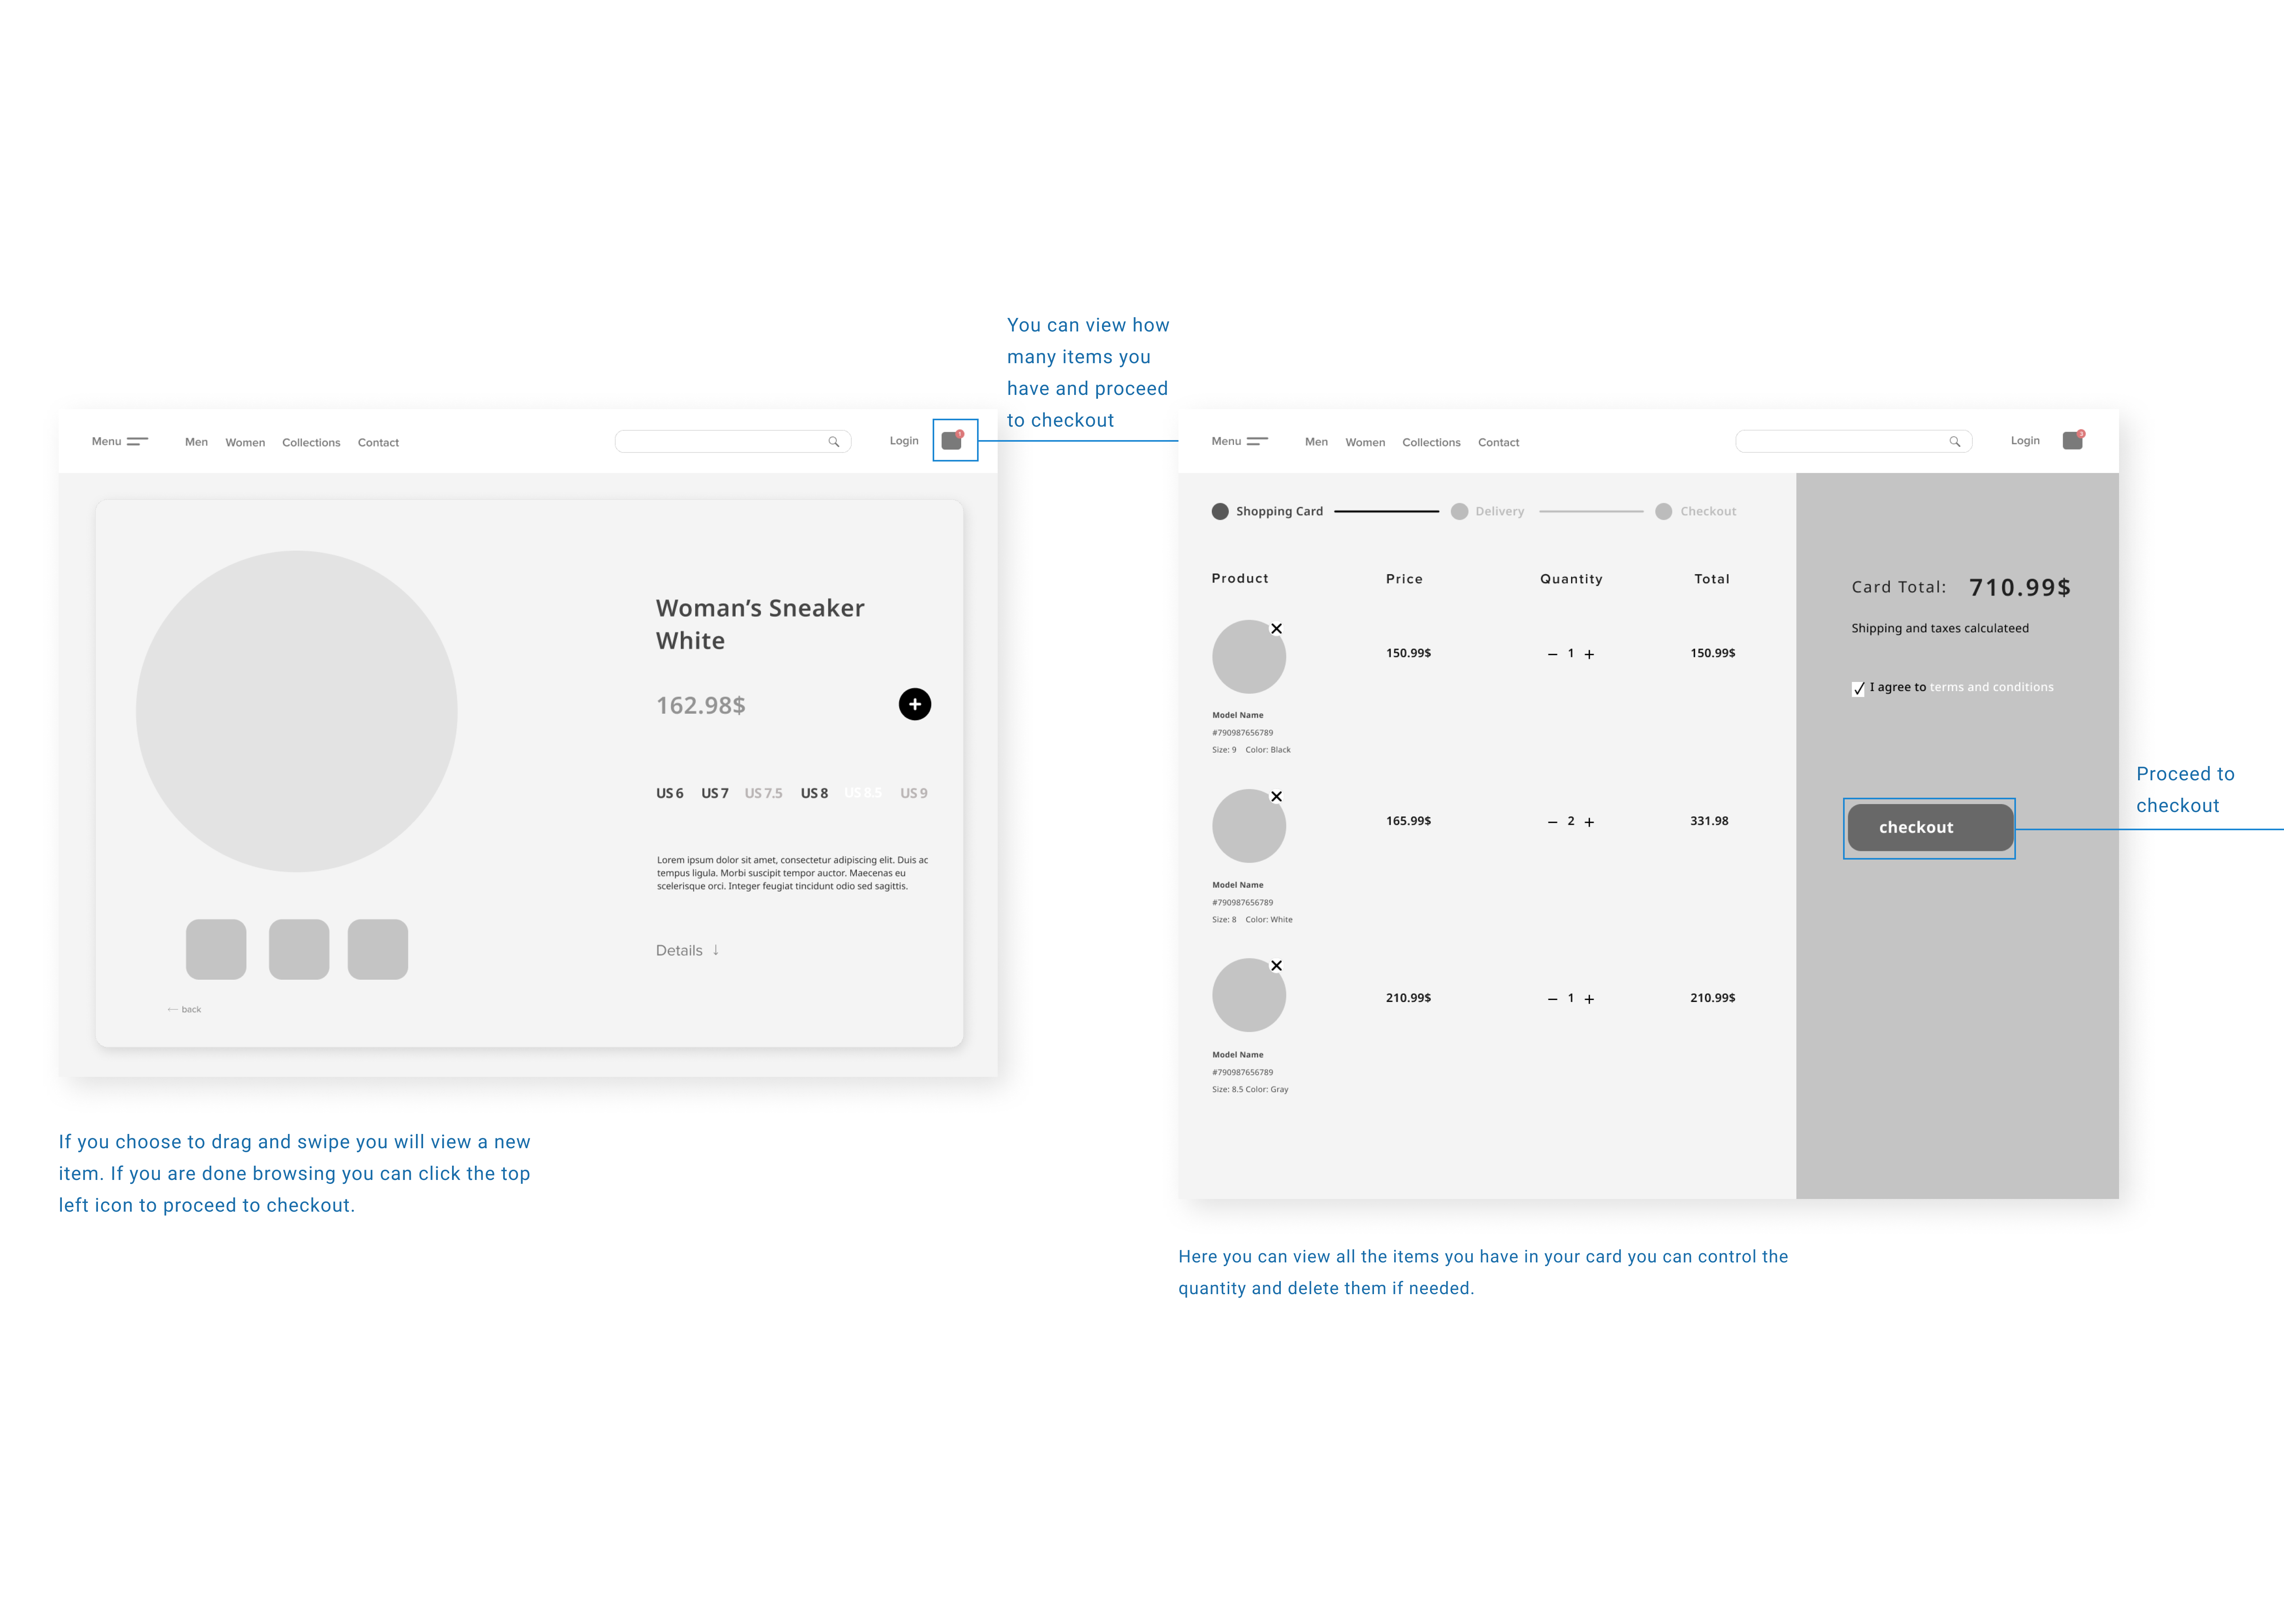 You can view how
many items you
have and proceed
to checkout
Menu Men Women Collections Contact Login 1
Woman’s Sneaker
White
162.98$
US 6 US 7 US 7.5 US 8 US 8.5 US 9
Lorem ipsum dolor sit amet, consectetur adipiscing elit. Duis ac
tempus ligula. Morbi suscipit tempor auctor. Maecenas eu
scelerisque orci. Integer feugiat tincidunt odio sed sagittis.
Details ↓
← back
If you choose to drag and swipe you will view a new
item. If you are done browsing you can click the top
left icon to proceed to checkout.
Menu Men Women Collections Contact Login 3
Shopping Card Delivery Checkout
Product Price Quantity Total
150.99$ − 1 + 150.99$
Model Name
#790987656789
Size: 9 Color: Black
165.99$ − 2 + 331.98
Model Name
#790987656789
Size: 8 Color: White
210.99$ − 1 + 210.99$
Model Name
#790987656789
Size: 8.5 Color: Gray
Card Total: 710.99$
Shipping and taxes calculateed
I agree to terms and conditions
checkout
Proceed to
checkout
Here you can view all the items you have in your card you can control the
quantity and delete them if needed.